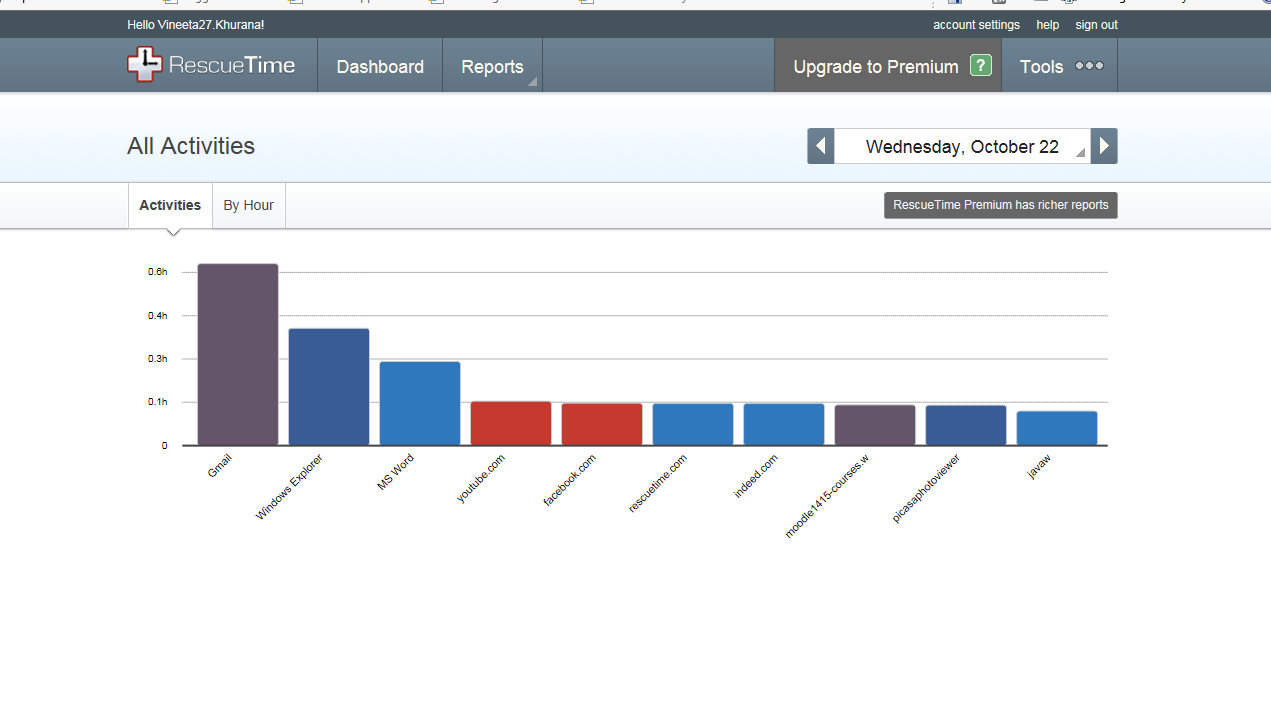 Hello Vineeta27.Khurana!
account settings help sign out
RescueTime Dashboard Reports Upgrade to Premium ? Tools
All Activities
Wednesday, October 22
Activities By Hour
RescueTime Premium has richer reports
0.6h
0.4h
0.3h
0.1h
0
Gmail
Windows Explorer
MS Word
youtube.com
facebook.com
rescuetime.com
indeed.com
moodle1415-courses.w
picasaphotoviewer
javaw